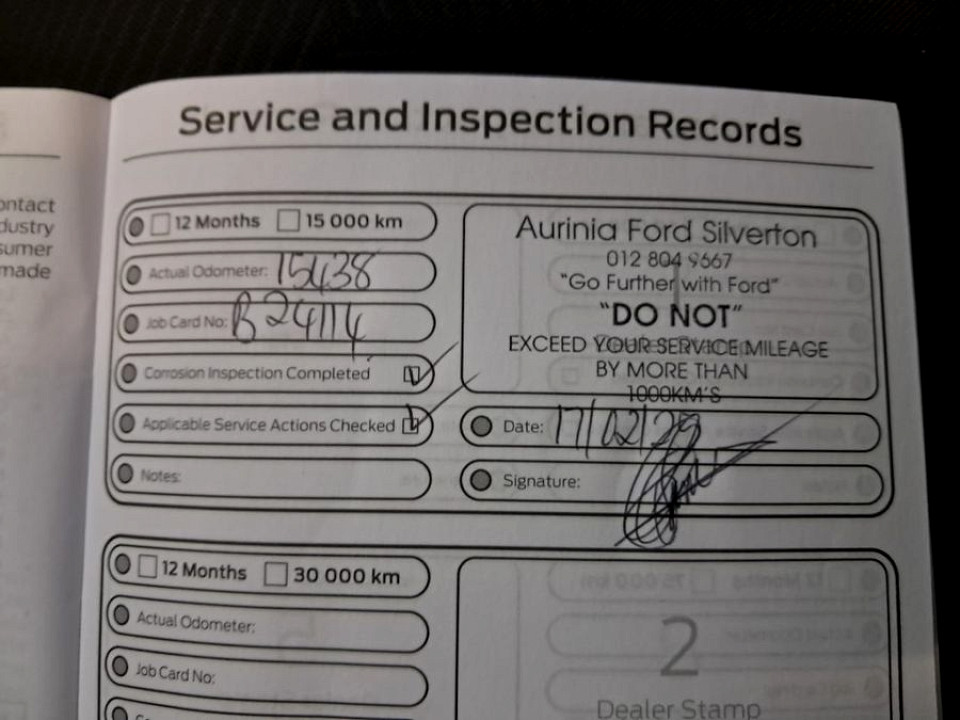 ontact
dustry
sumer
made
Service and Inspection Records
12 Months 15 000 km
Actual Odometer: 15438
Job Card No: B24114
Corrosion Inspection Completed
Applicable Service Actions Checked
Notes:
Aurinia Ford Silverton
012 804 9667
"Go Further with Ford"
"DO NOT"
EXCEED YOUR SERVICE MILEAGE
BY MORE THAN
1000KM'S
Date: 17/02/
Signature:
12 Months 30 000 km
Actual Odometer:
Job Card No:
2
Dealer Stamp